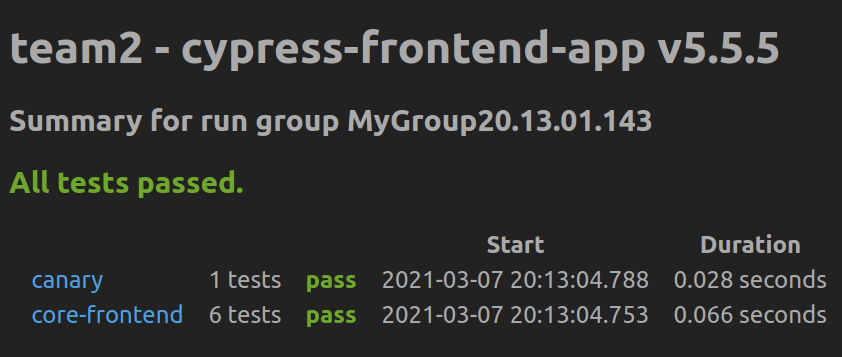 team2 - cypress-frontend-app v5.5.5
Summary for run group MyGroup20.13.01.143
All tests passed.
Start Duration
canary 1 tests pass 2021-03-07 20:13:04.788 0.028 seconds
core-frontend 6 tests pass 2021-03-07 20:13:04.753 0.066 seconds